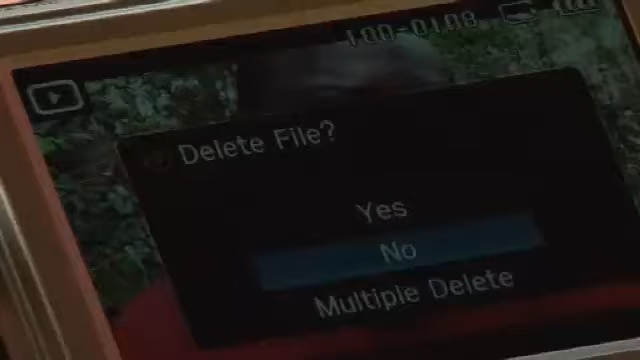 100-0108
Delete File?
Yes
No
Multiple Delete